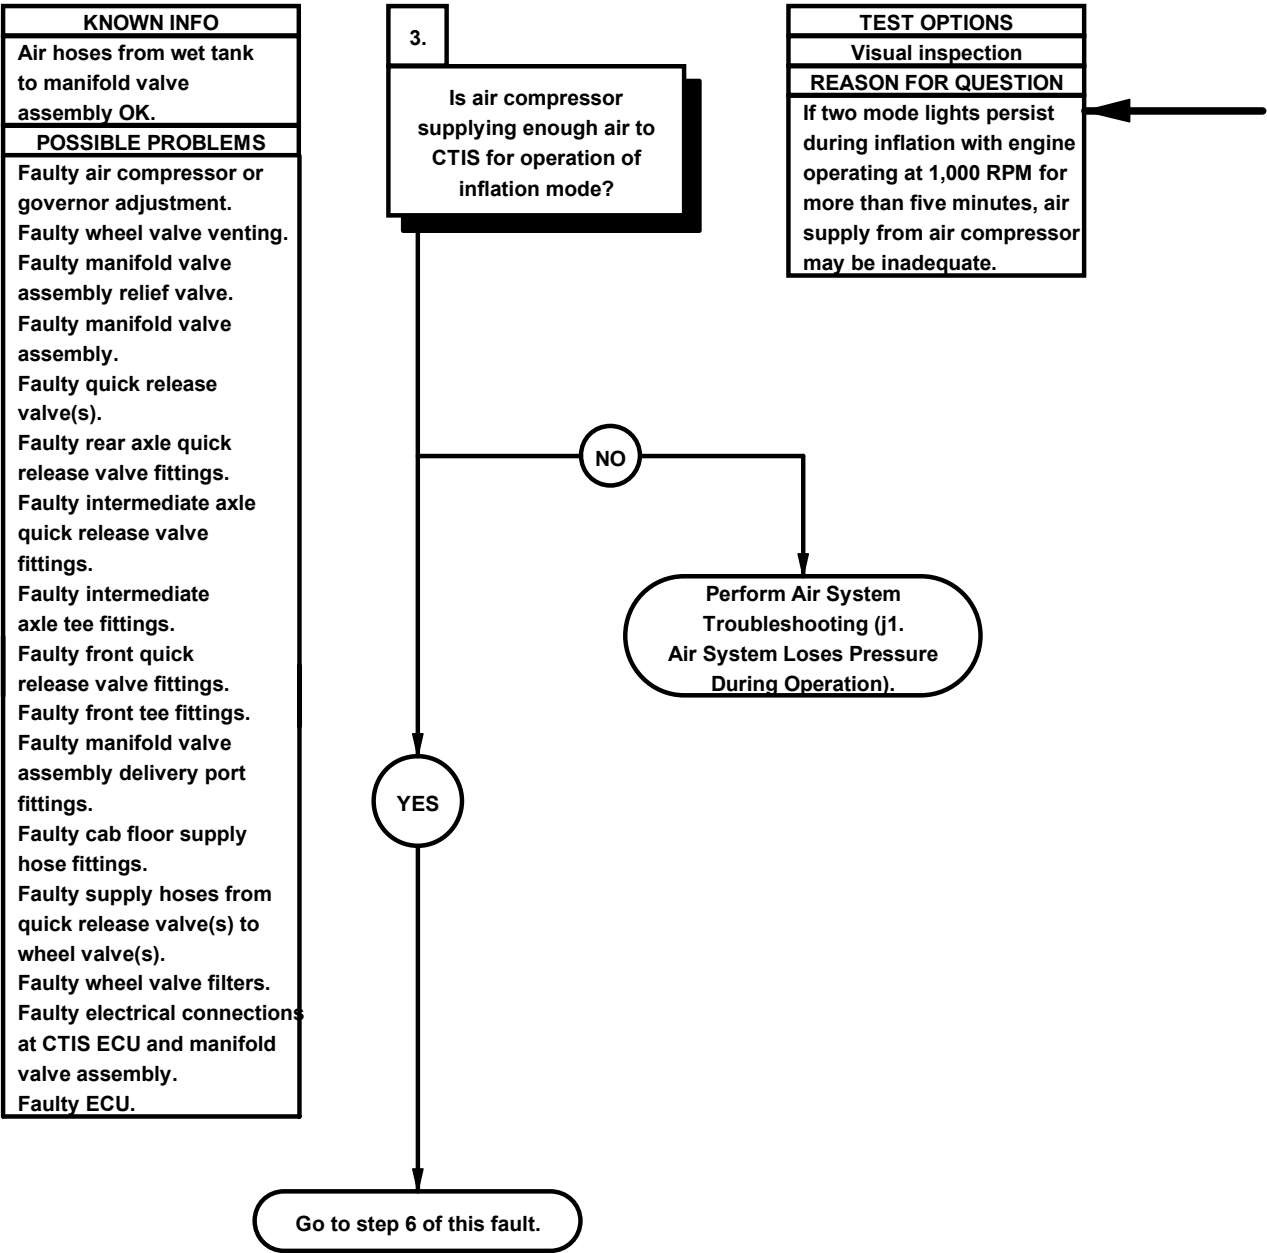 KNOWN INFO
Air hoses from wet tank
to manifold valve
assembly OK.
POSSIBLE PROBLEMS
Faulty air compressor or
governor adjustment.
Faulty wheel valve venting.
Faulty manifold valve
assembly relief valve.
Faulty manifold valve
assembly.
Faulty quick release
valve(s).
Faulty rear axle quick
release valve fittings.
Faulty intermediate axle
quick release valve
fittings.
Faulty intermediate
axle tee fittings.
Faulty front quick
release valve fittings.
Faulty front tee fittings.
Faulty manifold valve
assembly delivery port
fittings.
Faulty cab floor supply
hose fittings.
Faulty supply hoses from
quick release valve(s) to
wheel valve(s).
Faulty wheel valve filters.
Faulty electrical connections
at CTIS ECU and manifold
valve assembly.
Faulty ECU.
3.
Is air compressor
supplying enough air to
CTIS for operation of
inflation mode?
TEST OPTIONS
Visual inspection
REASON FOR QUESTION
If two mode lights persist
during inflation with engine
operating at 1,000 RPM for
more than five minutes, air
supply from air compressor
may be inadequate.
NO
Perform Air System
Troubleshooting (j1.
Air System Loses Pressure
During Operation).
YES
Go to step 6 of this fault.